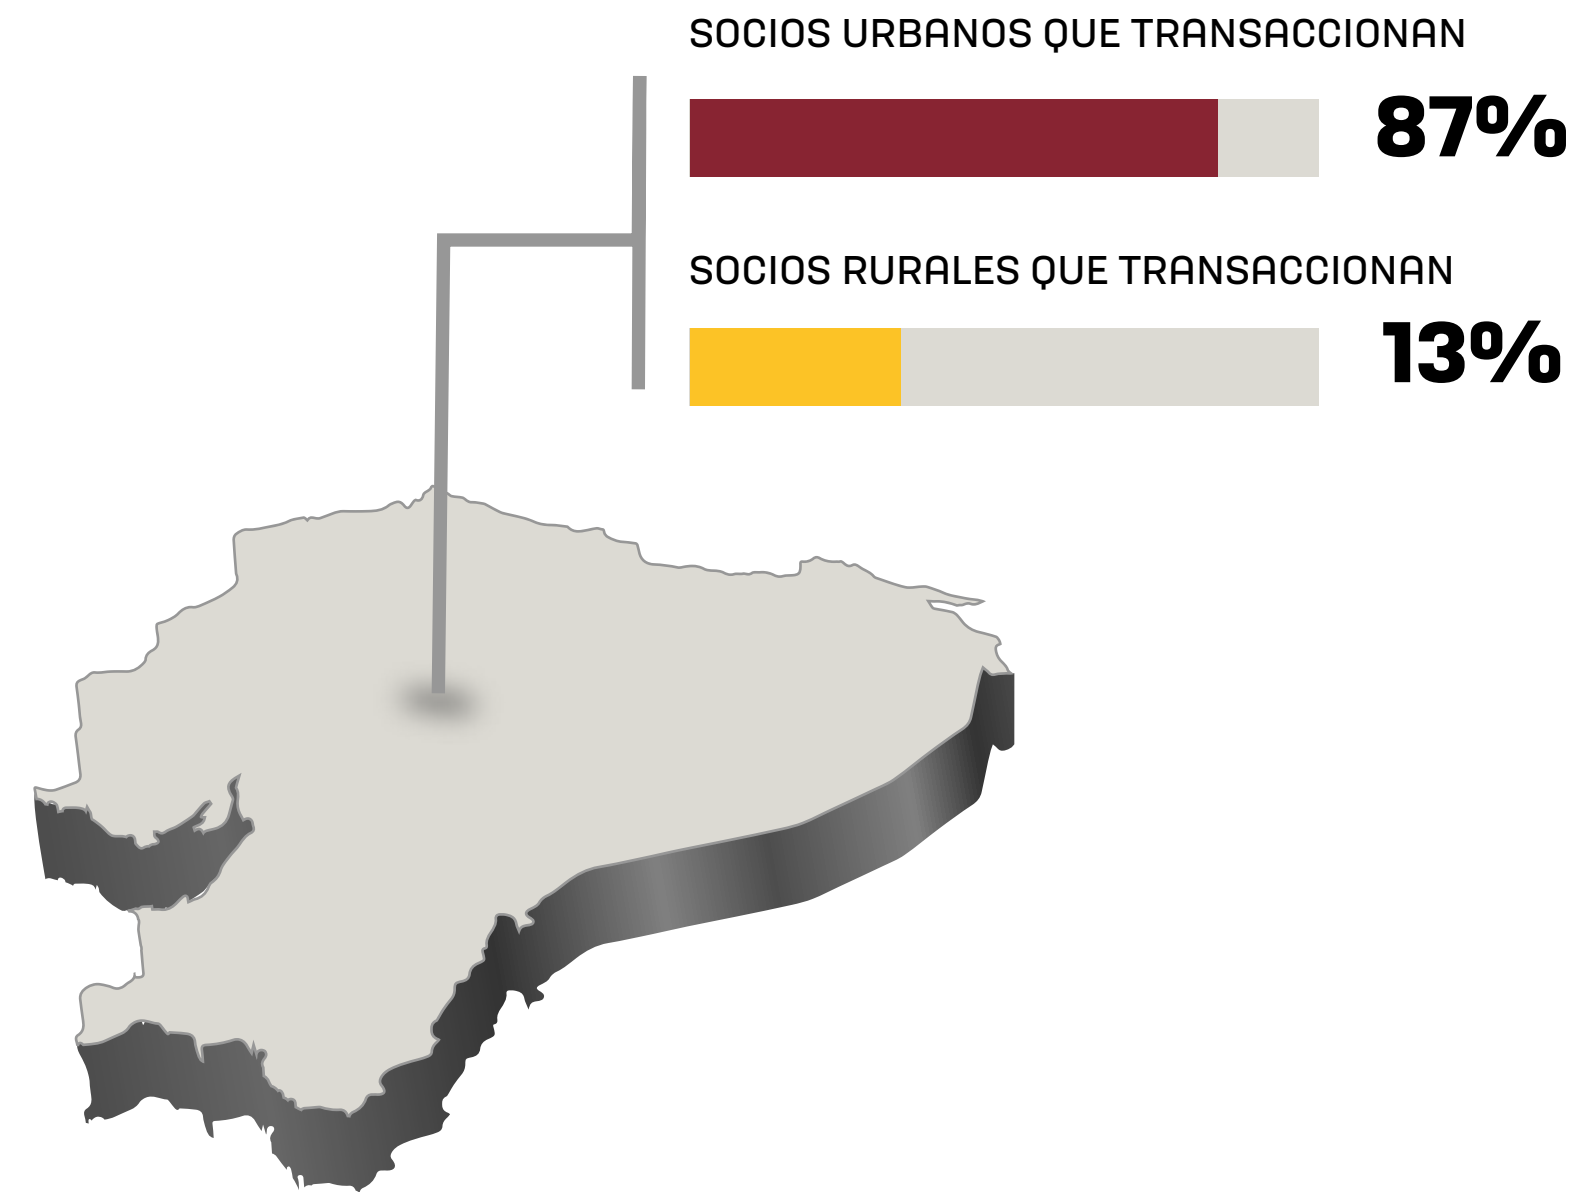 SOCIOS URBANOS QUE TRANSACCIONAN
87%
SOCIOS RURALES QUE TRANSACCIONAN
13%